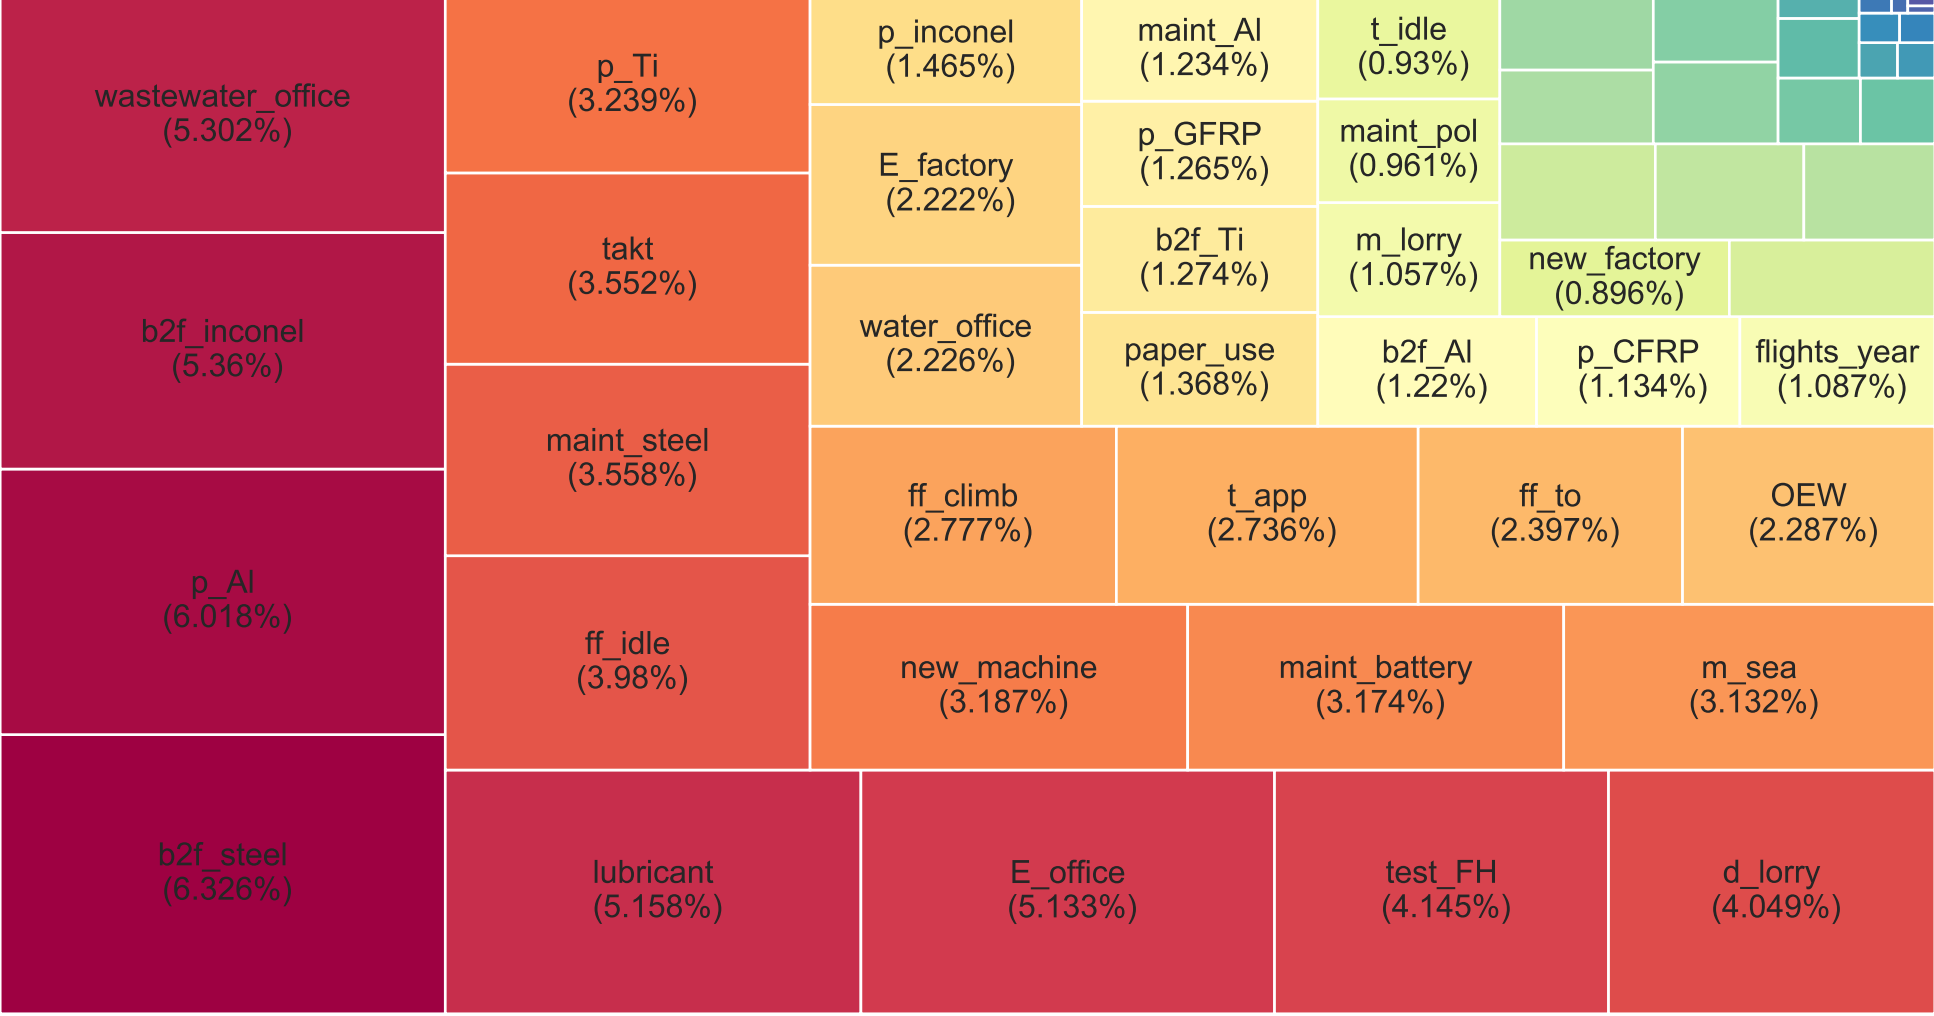 wastewater_office
(5.302%)
b2f_inconel
(5.36%)
p_Al
(6.018%)
b2f_steel
(6.326%)
p_Ti
(3.239%)
takt
(3.552%)
maint_steel
(3.558%)
ff_idle
(3.98%)
lubricant
(5.158%)
E_office
(5.133%)
test_FH
(4.145%)
d_lorry
(4.049%)
p_inconel
(1.465%)
E_factory
(2.222%)
water_office
(2.226%)
maint_Al
(1.234%)
p_GFRP
(1.265%)
b2f_Ti
(1.274%)
paper_use
(1.368%)
t_idle
(0.93%)
maint_pol
(0.961%)
m_lorry
(1.057%)
new_factory
(0.896%)
b2f_Al
(1.22%)
p_CFRP
(1.134%)
flights_year
(1.087%)
ff_climb
(2.777%)
t_app
(2.736%)
ff_to
(2.397%)
OEW
(2.287%)
new_machine
(3.187%)
maint_battery
(3.174%)
m_sea
(3.132%)